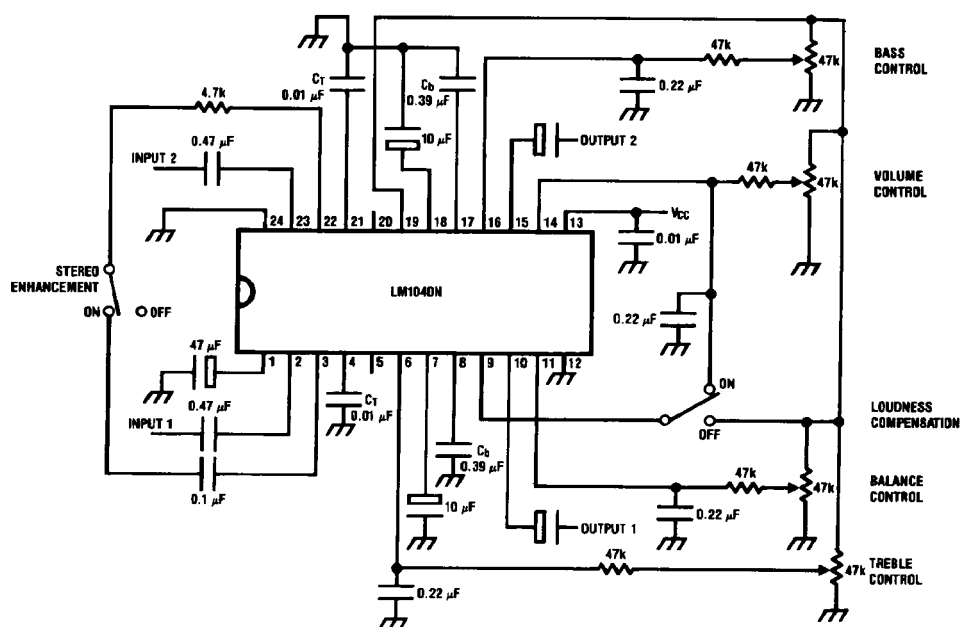 47k
47k
BASS
CONTROL
C_T
0.01 µF
C_b
0.39 µF
0.22 µF
4.7k
10 µF
OUTPUT 2
0.47 µF
INPUT 2
47k
47k
VOLUME
CONTROL
V_CC
0.01 µF
24 23 22 21 20 19 18 17 16 15 14 13
STEREO
ENHANCEMENT
LM1040N
ON
OFF
0.22 µF
47 µF
1 2 3 4 5 6 7 8 9 10 11 12
ON
OFF
LOUDNESS
COMPENSATION
0.47 µF
INPUT 1
C_T
0.01 µF
C_b
0.39 µF
0.1 µF
47k
47k
BALANCE
CONTROL
10 µF
OUTPUT 1
0.22 µF
47k
47k
TREBLE
CONTROL
0.22 µF